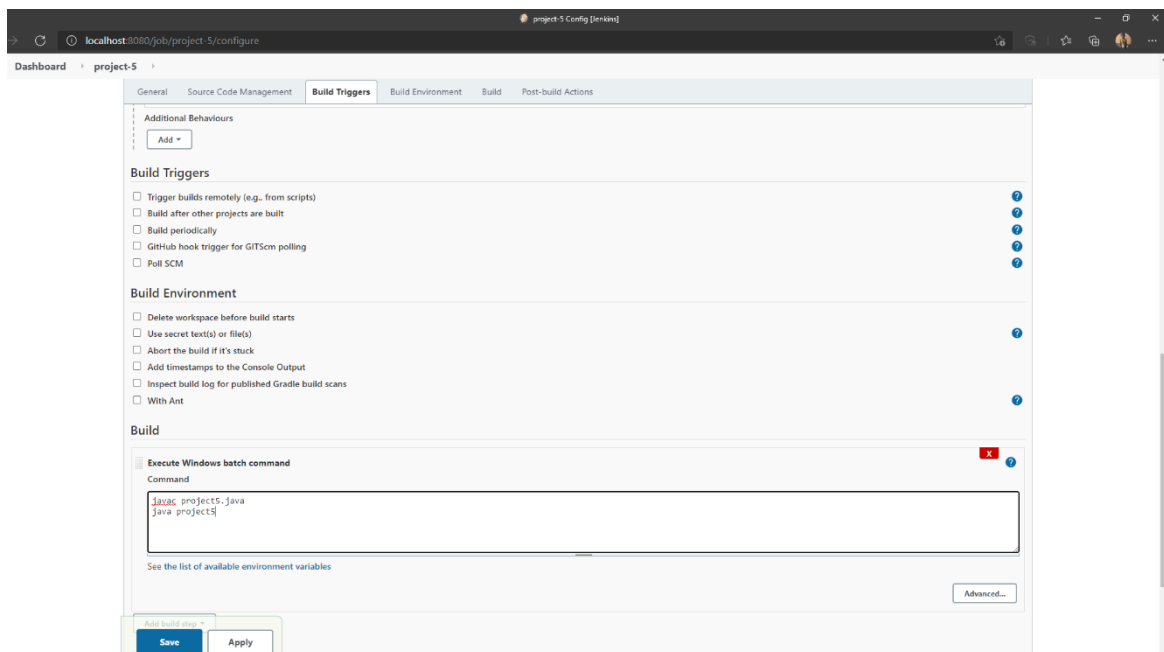 project-5 Config [Jenkins]
localhost:8080/job/project-5/configure
Dashboard project-5
General Source Code Management Build Triggers Build Environment Build Post-build Actions
Additional Behaviours
Add
Build Triggers
Trigger builds remotely (e.g., from scripts)
Build after other projects are built
Build periodically
GitHub hook trigger for GITScm polling
Poll SCM
Build Environment
Delete workspace before build starts
Use secret text(s) or file(s)
Abort the build if it's stuck
Add timestamps to the Console Output
Inspect build log for published Gradle build scans
With Ant
Build
X
Execute Windows batch command
Command
javac project5.java
java project5
See the list of available environment variables
Advanced...
Add build step
Save Apply